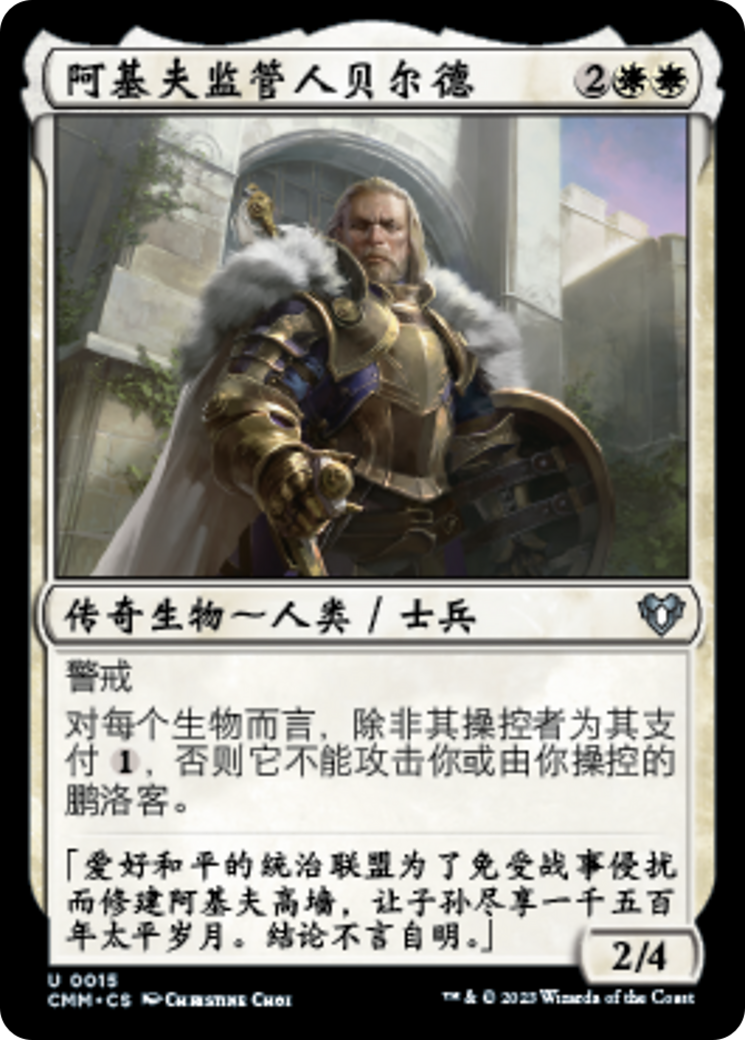 阿基夫监管人贝尔德 2
传奇生物～人类 / 士兵
警戒
对每个生物而言，除非其操控者为其支
付 1，否则它不能攻击你或由你操控的
鹏洛客。
「爱好和平的統治联盟为了免受战事侵扰
而修建阿基夫高墙，让子孙尽享一千五百
年太平岁月。结论不言自明。」
2/4
U 0015
CMM•CS CHRISTINE CHOI
™ & © 2023 Wizards of the Coast